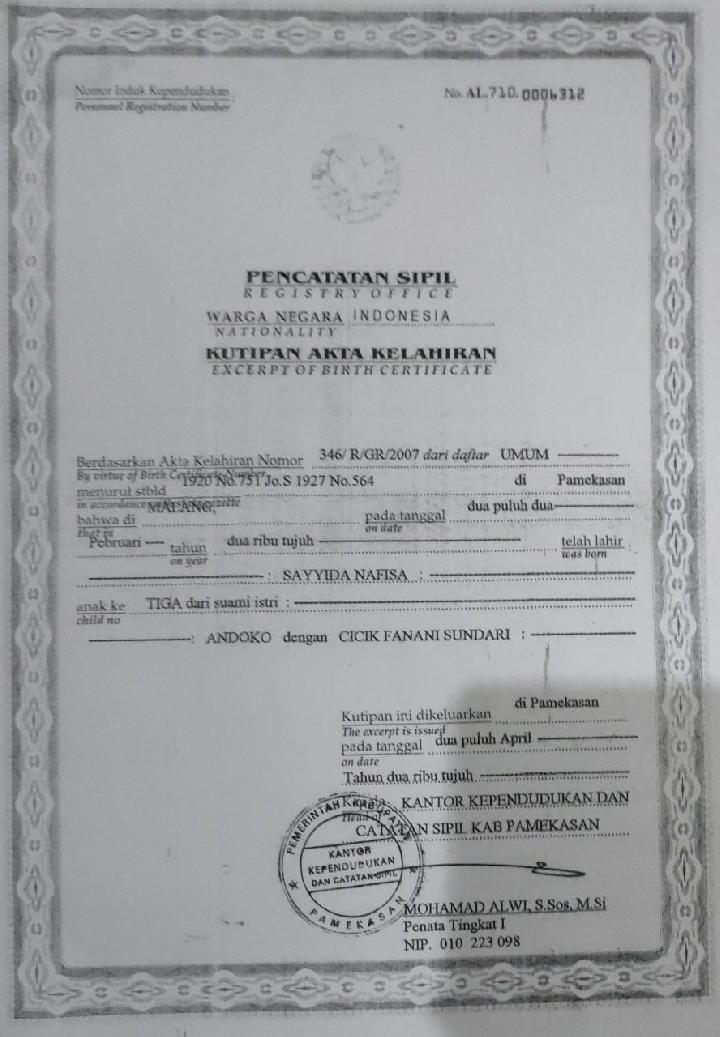 Nomor Induk Kependudukan
Personnel Registration Number
No. AL.710.0006312
PENCATATAN SIPIL
REGISTRY OFFICE
WARGA NEGARA INDONESIA
NATIONALITY
KUTIPAN AKTA KELAHIRAN
EXCERPT OF BIRTH CERTIFICATE
Berdasarkan Akta Kelahiran Nomor 346/ R/GR/2007 dari daftar UMUM
By virtue of Birth Certificate Number
menurut stbld 1920 No.751 Jo.S 1927 No.564 di Pamekasan
in accordance gazette
bahwa di MALANG, pada tanggal dua puluh dua
that in on date
Pebruari tahun dua ribu tujuh telah lahir
on year was born
: SAYYIDA NAFISA :
anak ke TIGA dari suami istri :
child no
: ANDOKO dengan CICIK FANANI SUNDARI :
Kutipan ini dikeluarkan di Pamekasan
The excerpt is issued
pada tanggal dua puluh April
on date
Tahun dua ribu tujuh
KANTOR KEPENDUDUKAN DAN
Head of
CATATAN SIPIL KAB PAMEKASAN
PEMERINTAH KABUPATEN
KANTOR
KEPENDUDUKAN
DAN CATATAN SIPIL
PAMEKASAN
MOHAMAD ALWI, S.Sos, M.Si
Penata Tingkat I
NIP. 010 223 098